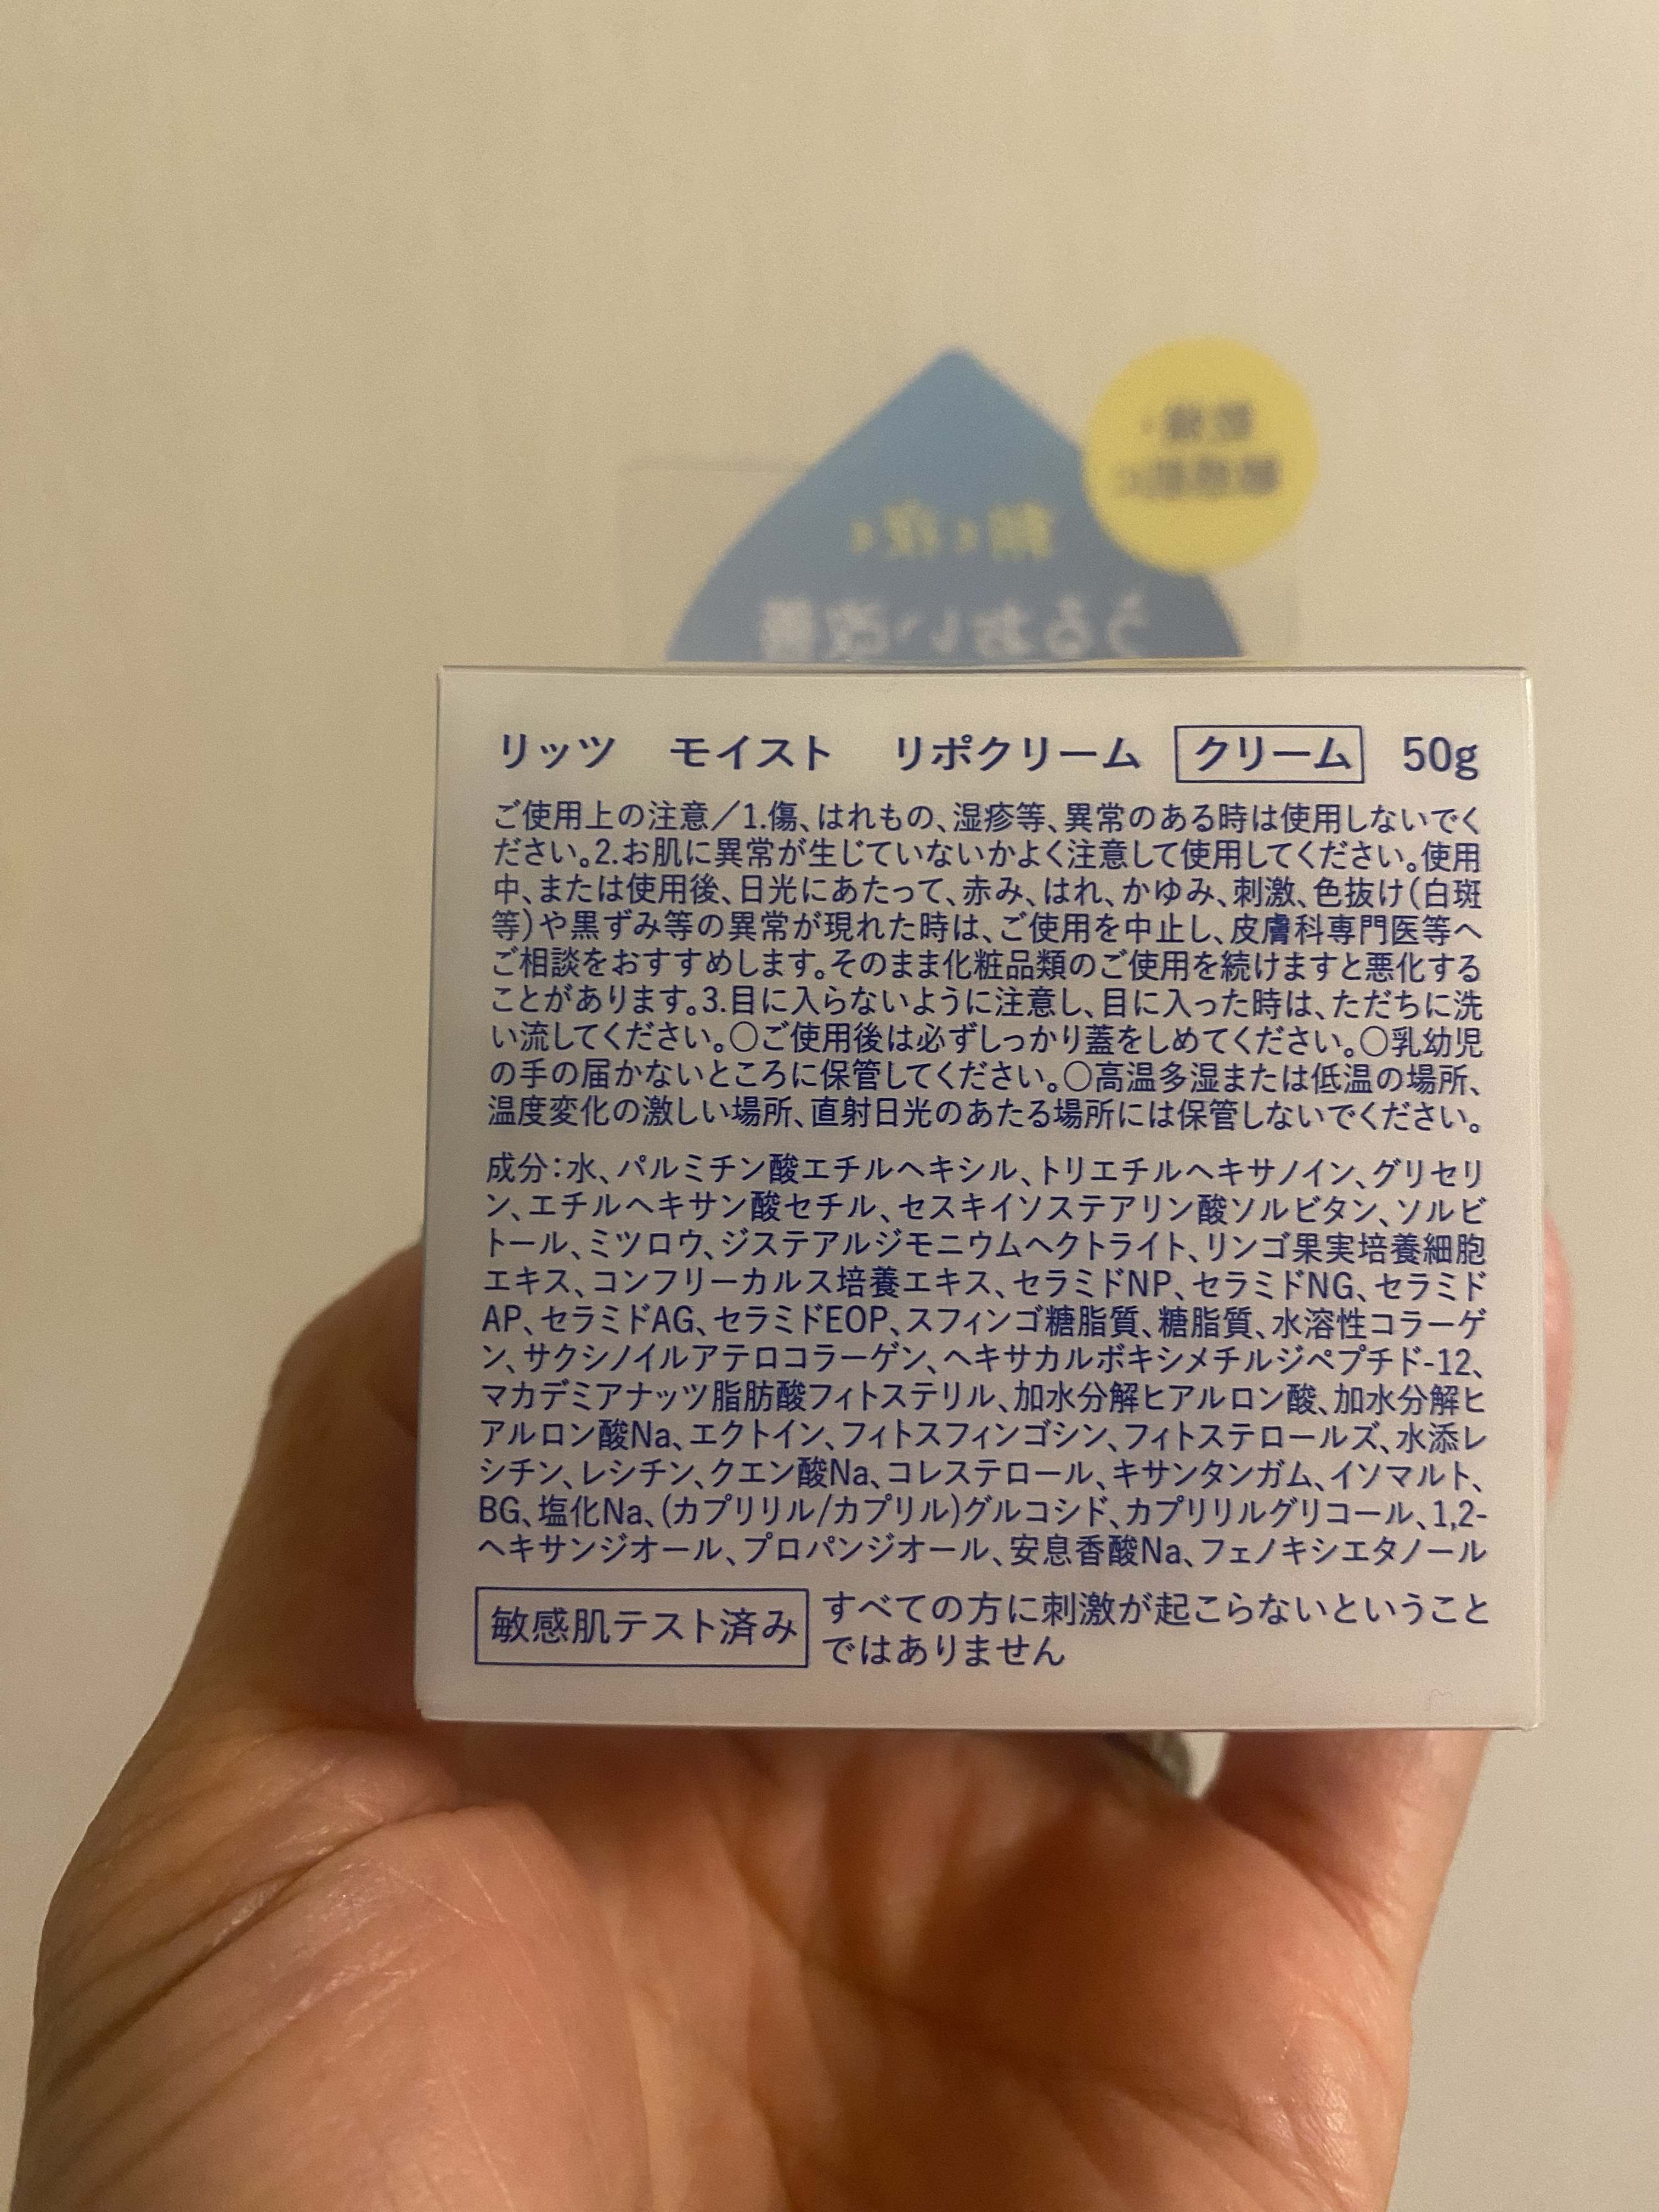 うるおい改善
リッツ モイスト リポクリーム クリーム 50g
ご使用上の注意／1.傷、はれもの、湿疹等、異常のある時は使用しないでく
ださい。2.お肌に異常が生じていないかよく注意して使用してください。使用
中、または使用後、日光にあたって、赤み、はれ、かゆみ、刺激、色抜け(白斑
等)や黒ずみ等の異常が現れた時は、ご使用を中止し、皮膚科専門医等へ
ご相談をおすすめします。そのまま化粧品類のご使用を続けますと悪化する
ことがあります。3.目に入らないように注意し、目に入った時は、ただちに洗
い流してください。〇ご使用後は必ずしっかり蓋をしめてください。〇乳幼児
の手の届かないところに保管してください。〇高温多湿または低温の場所、
温度変化の激しい場所、直射日光のあたる場所には保管しないでください。
成分：水、パルミチン酸エチルヘキシル、トリエチルヘキサノイン、グリセリ
ン、エチルヘキサン酸セチル、セスキイソステアリン酸ソルビタン、ソルビ
トール、ミツロウ、ジステアルジモニウムヘクトライト、リンゴ果実培養細胞
エキス、コンフリーカルス培養エキス、セラミドNP、セラミドNG、セラミド
AP、セラミドAG、セラミドEOP、スフィンゴ糖脂質、糖脂質、水溶性コラーゲ
ン、サクシノイルアテロコラーゲン、ヘキサカルボキシメチルジペプチド-12、
マカデミアナッツ脂肪酸フィトステリル、加水分解ヒアルロン酸、加水分解ヒ
アルロン酸Na、エクトイン、フィトスフィンゴシン、フィトステロールズ、水添レ
シチン、レシチン、クエン酸Na、コレステロール、キサンタンガム、イソマルト、
BG、塩化Na、(カプリリル/カプリル)グルコシド、カプリリルグリコール、1,2-
ヘキサンジオール、プロパンジオール、安息香酸Na、フェノキシエタノール
敏感肌テスト済み すべての方に刺激が起こらないということ
ではありません